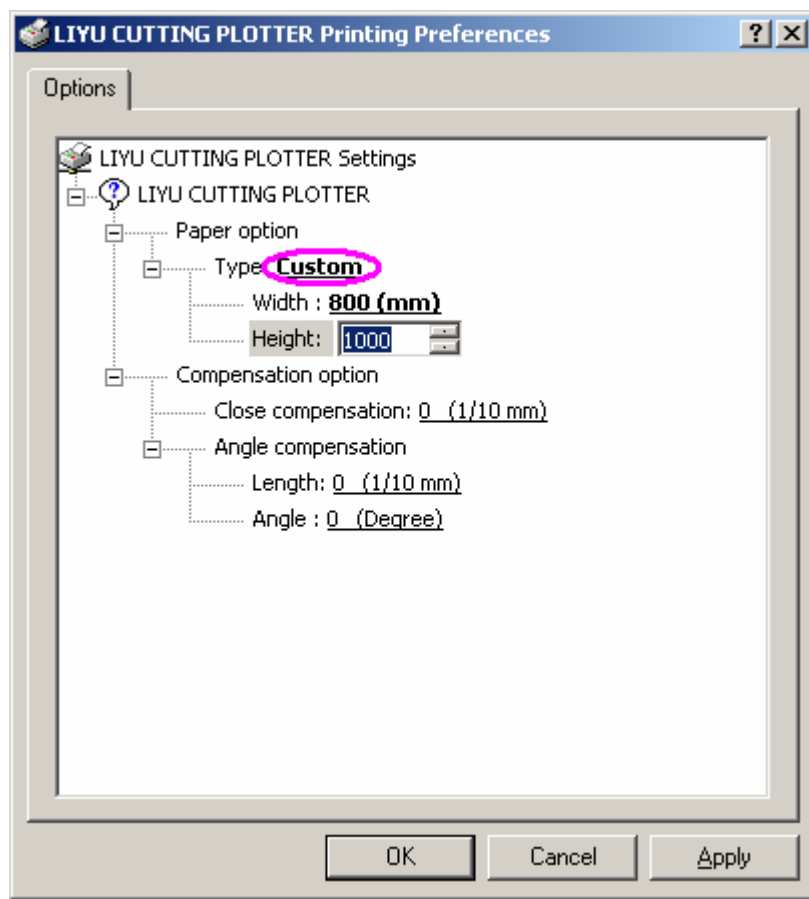 LIYU CUTTING PLOTTER Printing Preferences
Options
LIYU CUTTING PLOTTER Settings
LIYU CUTTING PLOTTER
Paper option
Type Custom
Width : 800 (mm)
Height: 1000
Compensation option
Close compensation: 0 (1/10 mm)
Angle compensation
Length: 0 (1/10 mm)
Angle : 0 (Degree)
OK Cancel Apply